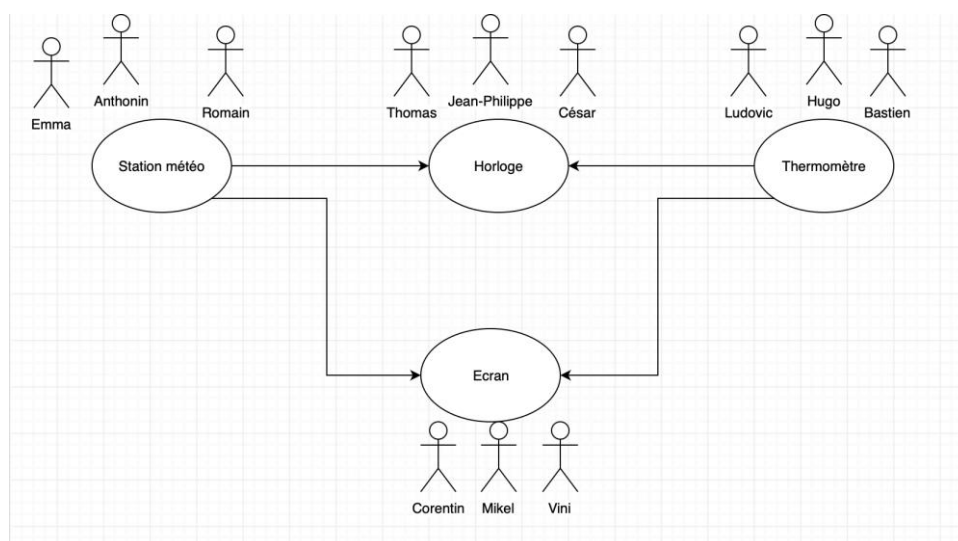 Emma
Anthonin
Romain
Thomas
Jean-Philippe
César
Ludovic
Hugo
Bastien
Station météo
Horloge
Thermomètre
Ecran
Corentin
Mikel
Vini